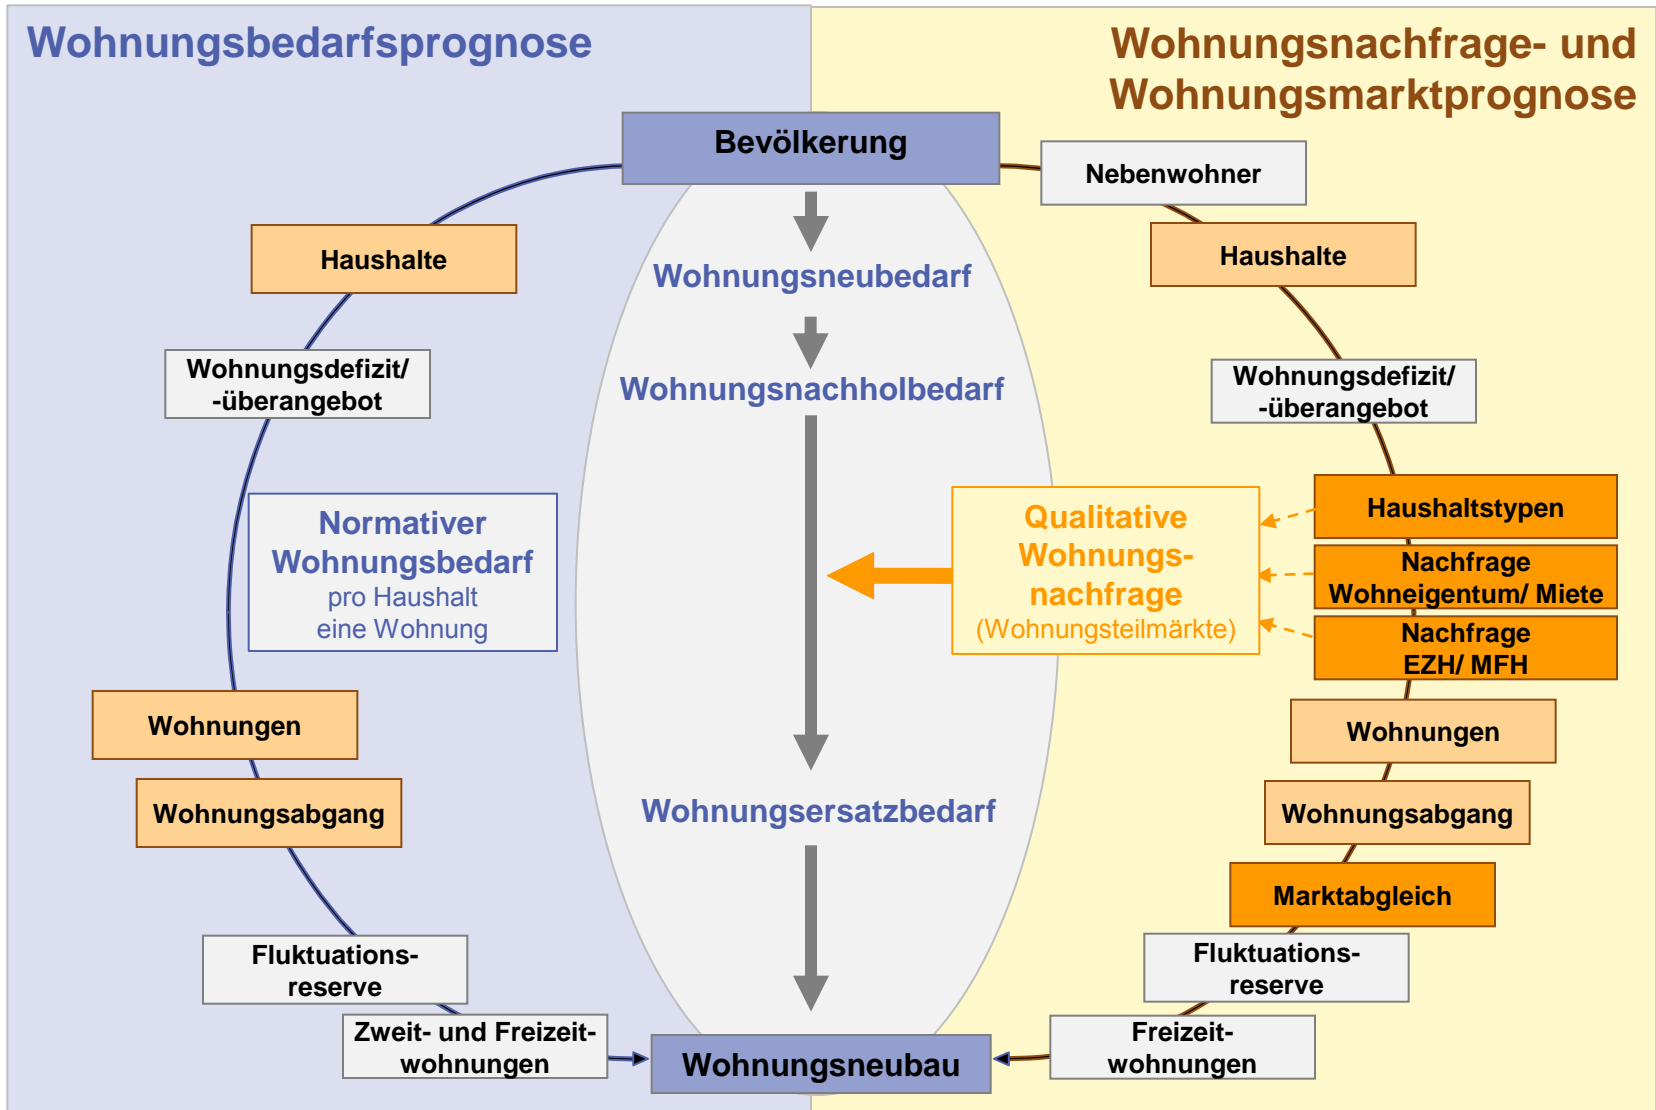 Wohnungsbedarfsprognose
Wohnungsnachfrage- und
Wohnungsmarktprognose
Bevölkerung
Nebenwohner
Haushalte
Haushalte
Wohnungsneubedarf
Wohnungsdefizit/
-überangebot
Wohnungsnachholbedarf
Wohnungsdefizit/
-überangebot
Normativer
Wohnungsbedarf
pro Haushalt
eine Wohnung
Qualitative
Wohnungs-
nachfrage
(Wohnungsteilmärkte)
Haushaltstypen
Nachfrage
Wohneigentum/ Miete
Nachfrage
EZH/ MFH
Wohnungen
Wohnungen
Wohnungsabgang
Wohnungsersatzbedarf
Wohnungsabgang
Marktabgleich
Fluktuations-
reserve
Fluktuations-
reserve
Zweit- und Freizeit-
wohnungen
Wohnungsneubau
Freizeit-
wohnungen